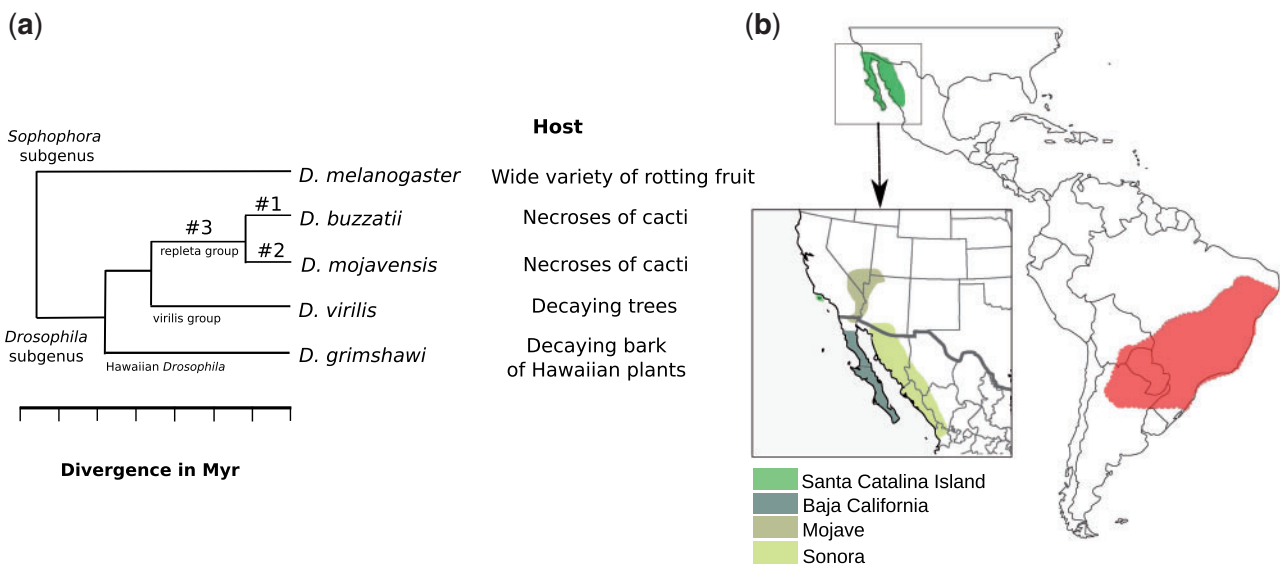 (a)
Host
Sophophora
subgenus
D. melanogaster Wide variety of rotting fruit
#1
D. buzzatii Necroses of cacti
#3
repleta group
#2
D. mojavensis Necroses of cacti
D. virilis Decaying trees
virilis group
Drosophila
subgenus
D. grimshawi Decaying bark
of Hawaiian plants
Hawaiian Drosophila
Divergence in Myr
(b)
Santa Catalina Island
Baja California
Mojave
Sonora